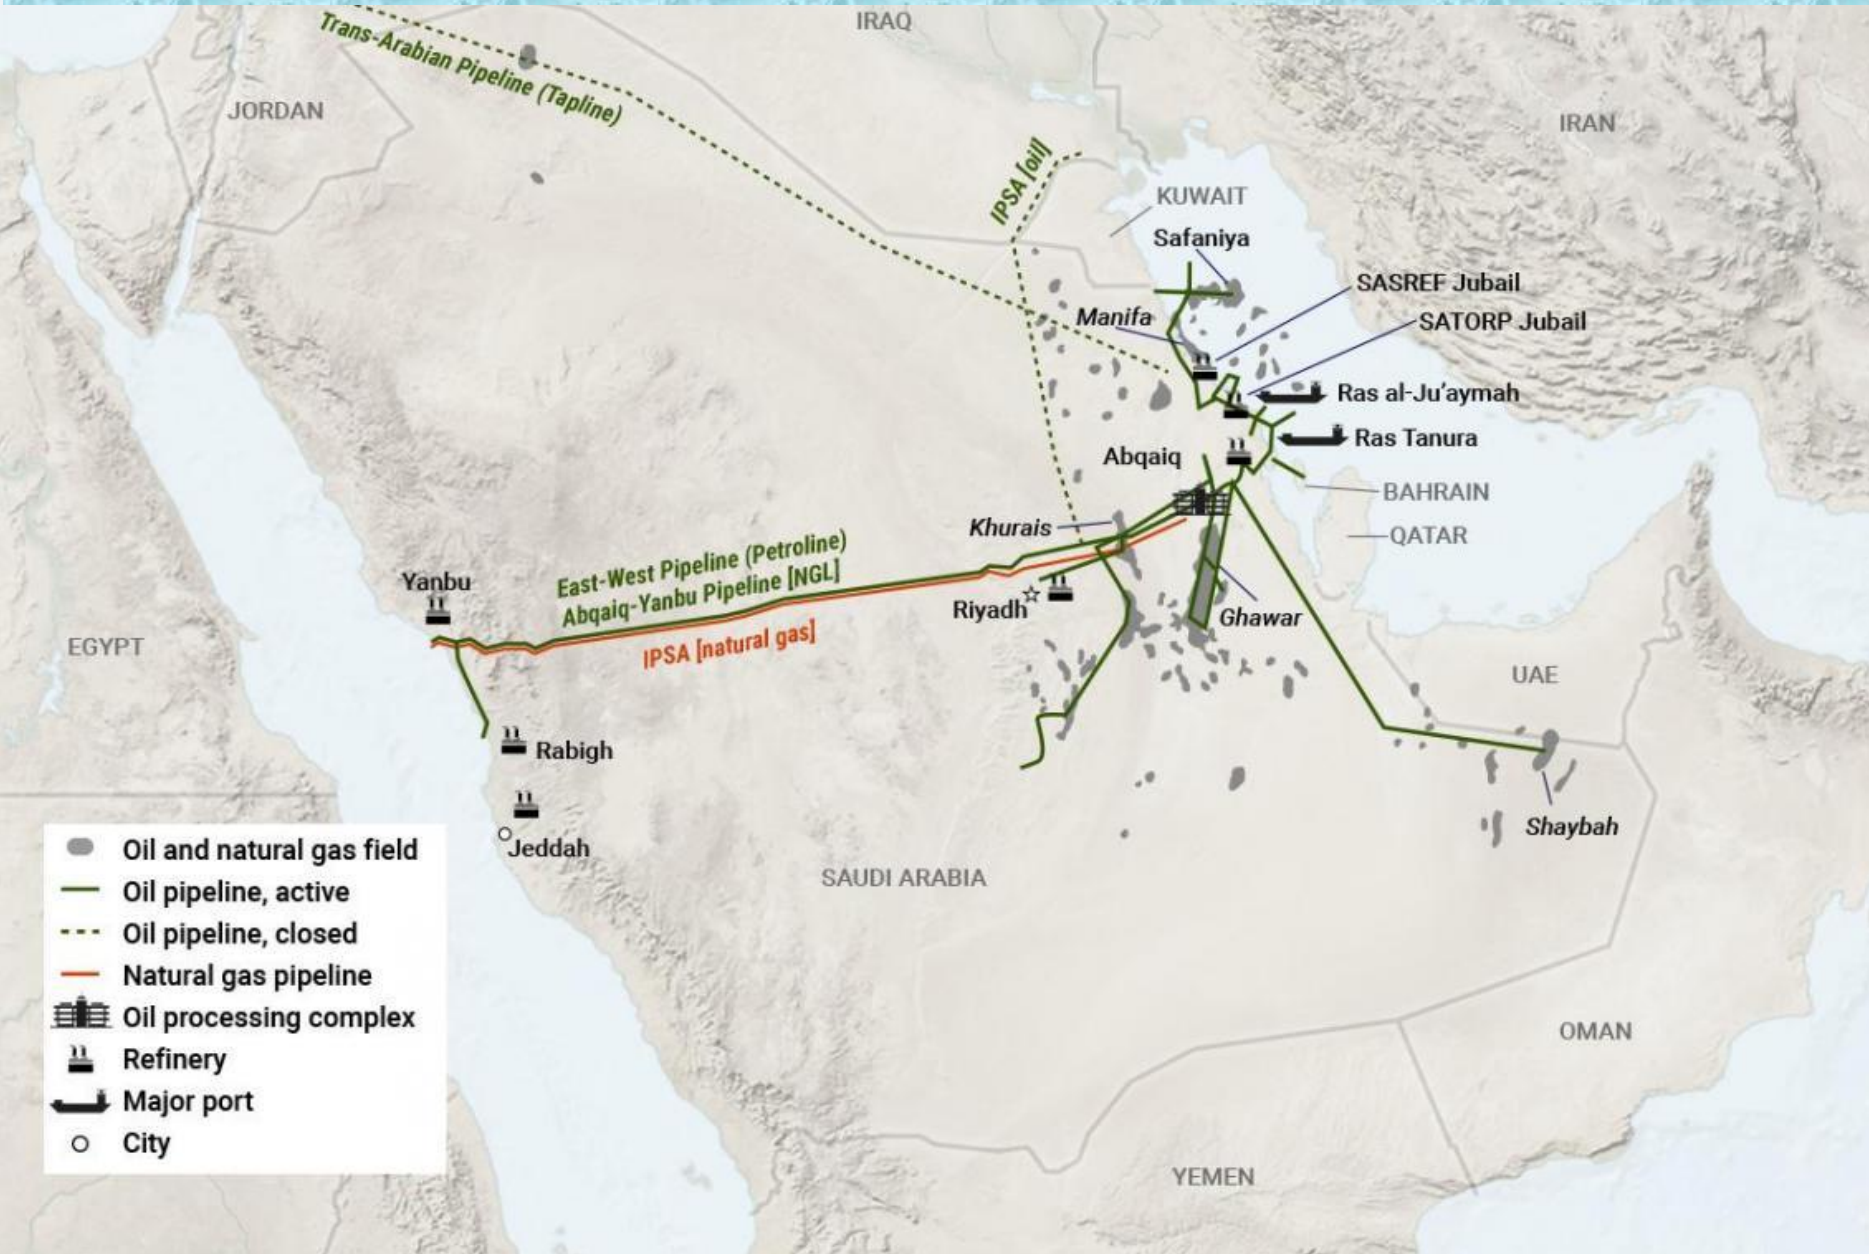 IRAQ
Trans-Arabian Pipeline (Tapline)
JORDAN
IRAN
IPSA [oil]
KUWAIT
Safaniya
SASREF Jubail
Manifa
SATORP Jubail
Ras al-Ju'aymah
Ras Tanura
Abqaiq
BAHRAIN
Khurais
QATAR
East-West Pipeline (Petroline)
Abqaiq-Yanbu Pipeline [NGL]
Yanbu
Riyadh
Ghawar
IPSA [natural gas]
EGYPT
UAE
Rabigh
Shaybah
Jeddah
SAUDI ARABIA
Oil and natural gas field
Oil pipeline, active
Oil pipeline, closed
Natural gas pipeline
Oil processing complex
Refinery
Major port
City
OMAN
YEMEN